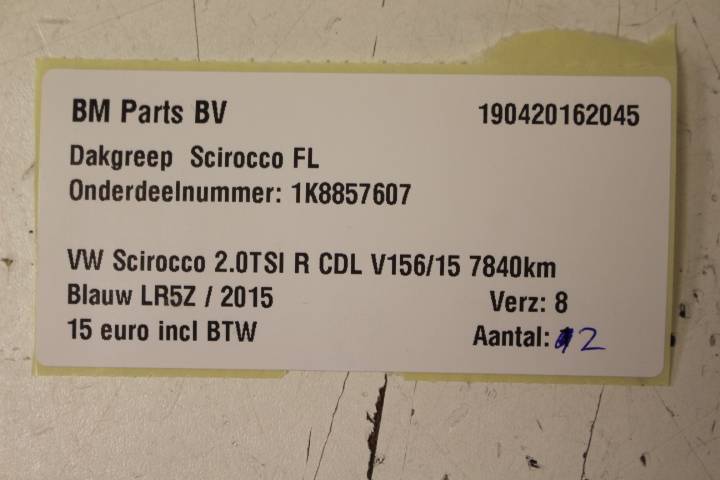 BM Parts BV 190420162045
Dakgreep Scirocco FL
Onderdeelnummer: 1K8857607
VW Scirocco 2.0TSI R CDL V156/15 7840km
Blauw LR5Z / 2015 Verz: 8
15 euro incl BTW Aantal: 2